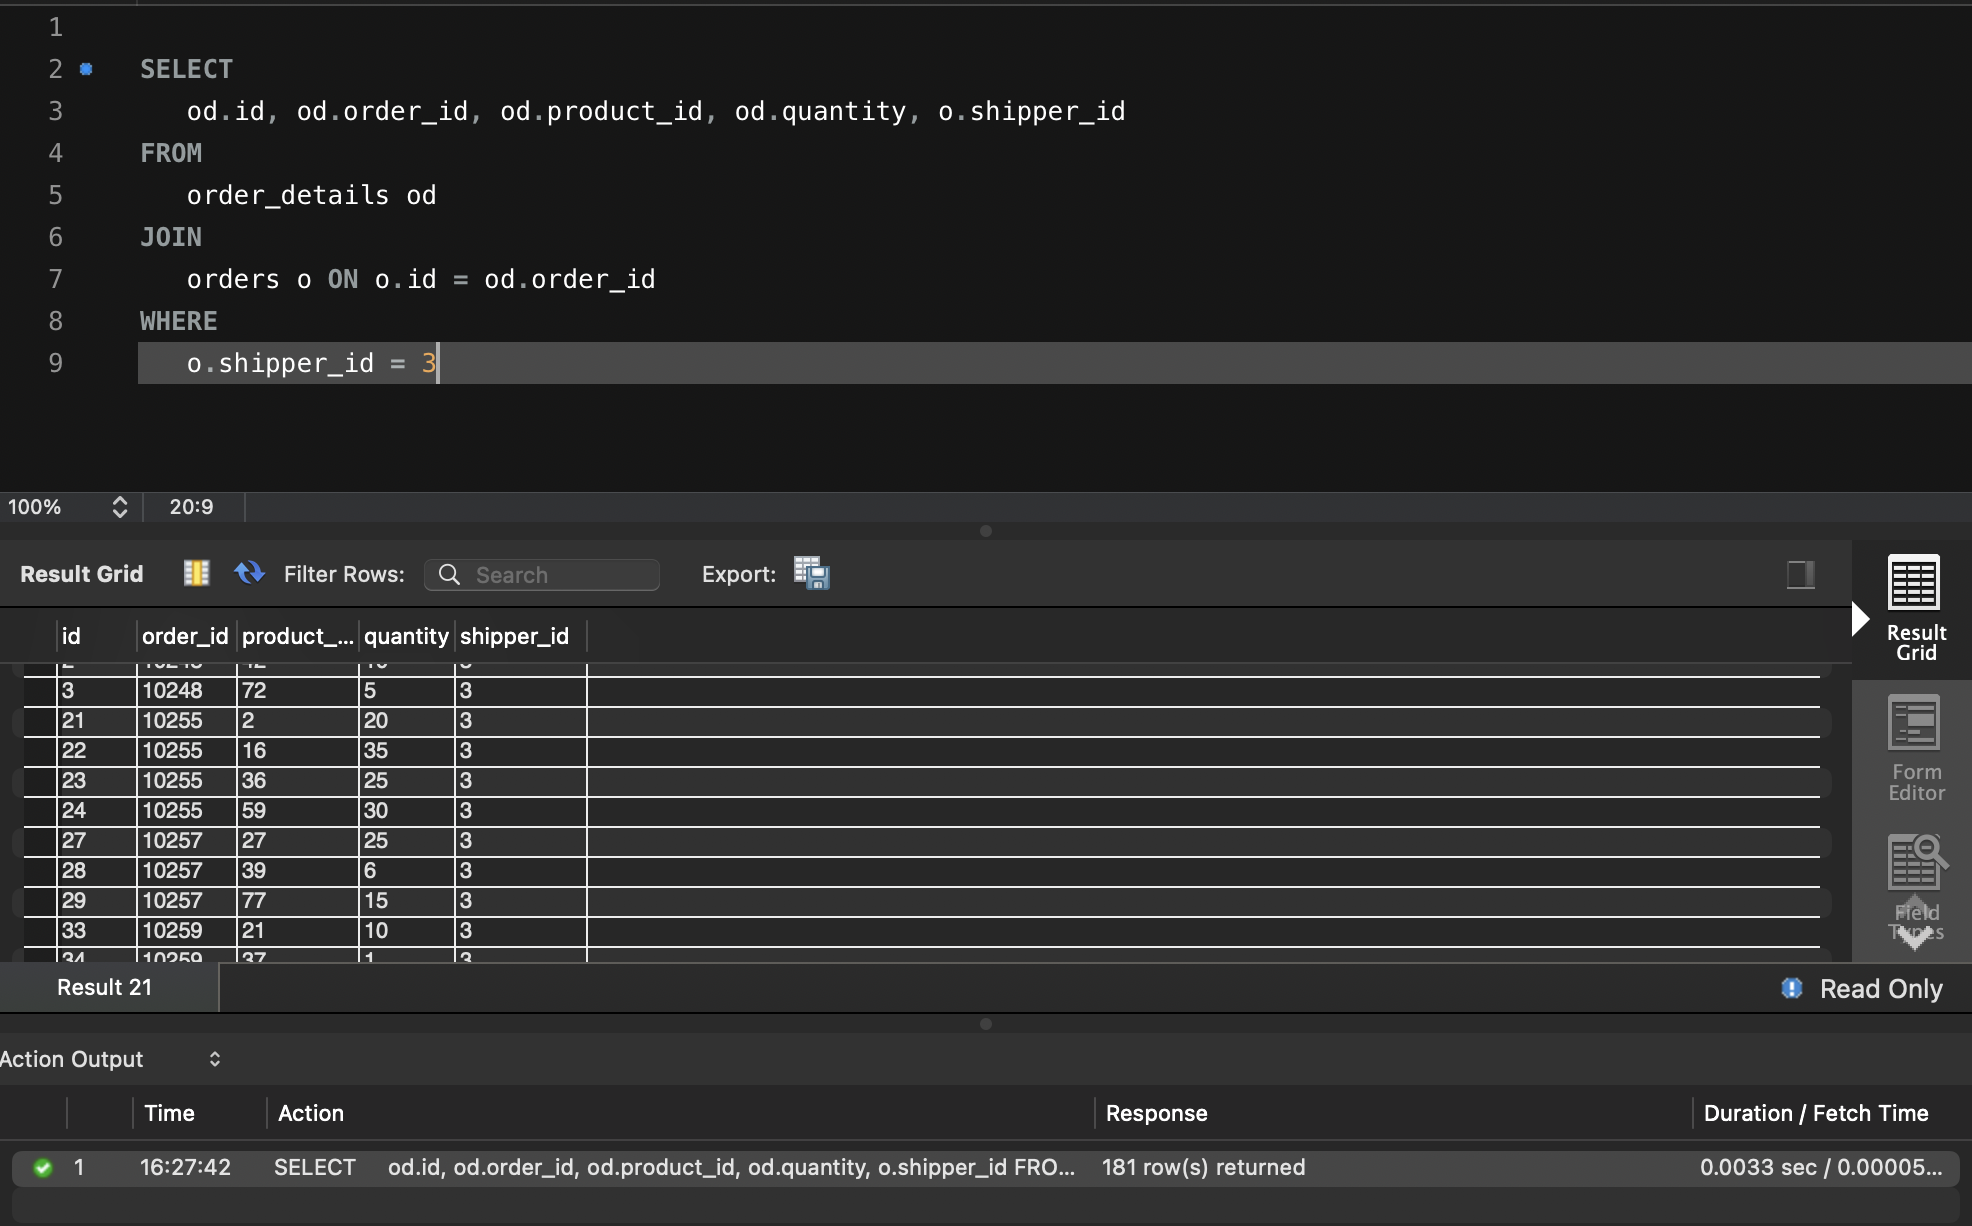 1
2 SELECT
3 od.id, od.order_id, od.product_id, od.quantity, o.shipper_id
4 FROM
5 order_details od
6 JOIN
7 orders o ON o.id = od.order_id
8 WHERE
9 o.shipper_id = 3
100% 20:9
Result Grid Filter Rows: Search Export:
id order_id product_... quantity shipper_id
3 10248 72 5 3
21 10255 2 20 3
22 10255 16 35 3
23 10255 36 25 3
24 10255 59 30 3
27 10257 27 25 3
28 10257 39 6 3
29 10257 77 15 3
33 10259 21 10 3
34 10259 37 1 3
Result
Grid
Form
Editor
Field
Types
Result 21 Read Only
Action Output
Time Action Response Duration / Fetch Time
1 16:27:42 SELECT od.id, od.order_id, od.product_id, od.quantity, o.shipper_id FRO... 181 row(s) returned 0.0033 sec / 0.00005...